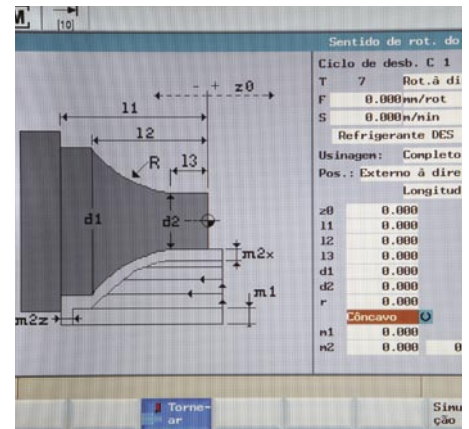 M
[10]
Sentido de rot. do
Ciclo de desb. C 1
T 7 Rot.à di
F 0.000 mm/rot
S 0.000 m/min
Refrigerante DES
Usinagem: Completo
Pos.: Externo à dire
Longitud
z0 0.000
l1 0.000
l2 0.000
l3 0.000
d1 0.000
d2 0.000
r 0.000
Côncavo
m1 0.000
m2 0.000 0
- + z0
l1
l2
R l3
d1 d2
m2x
m1
m2z
Torne-
ar
Simu
ção